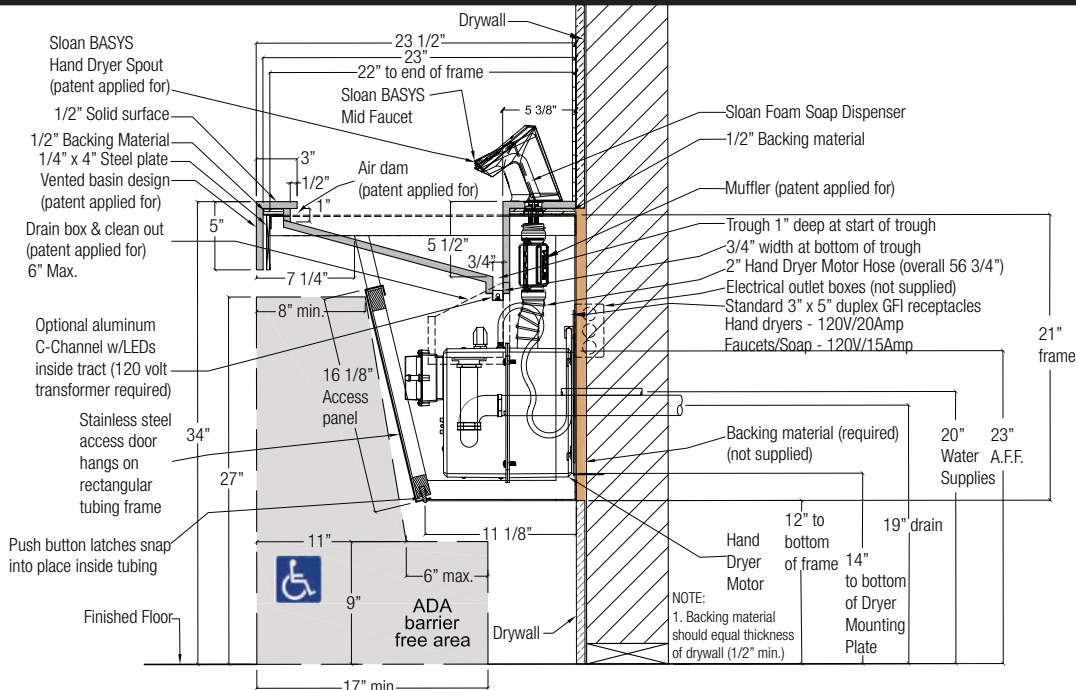 Drywall
23 1/2”
23”
22” to end of frame
Sloan BASYS
Hand Dryer Spout
(patent applied for)
Sloan BASYS
Mid Faucet
5 3/8”
Sloan Foam Soap Dispenser
1/2” Solid surface
1/2” Backing Material
1/4” x 4” Steel plate
Vented basin design
(patent applied for)
3”
1/2”
1”
Air dam
(patent applied for)
1/2” Backing material
Muffler (patent applied for)
Drain box & clean out
(patent applied for)
6” Max.
5”
5 1/2”
3/4”
7 1/4”
Trough 1” deep at start of trough
3/4” width at bottom of trough
2” Hand Dryer Motor Hose (overall 56 3/4”)
Electrical outlet boxes (not supplied)
Standard 3” x 5” duplex GFI receptacles
Hand dryers - 120V/20Amp
Faucets/Soap - 120V/15Amp
8” min.
Optional aluminum
C-Channel w/LEDs
inside tract (120 volt
transformer required)
16 1/8”
Access
panel
21”
frame
Stainless steel
access door
hangs on
rectangular
tubing frame
34”
27”
Backing material (required)
(not supplied)
20”
Water
Supplies
23”
A.F.F.
19” drain
Push button latches snap
into place inside tubing
11 1/8”
11”
6” max.
9”
ADA
barrier
free area
Hand
Dryer
Motor
12” to
bottom
of frame
14”
to bottom
of Dryer
Mounting
Plate
Finished Floor
Drywall
NOTE:
1. Backing material
should equal thickness
of drywall (1/2” min.)
17” min